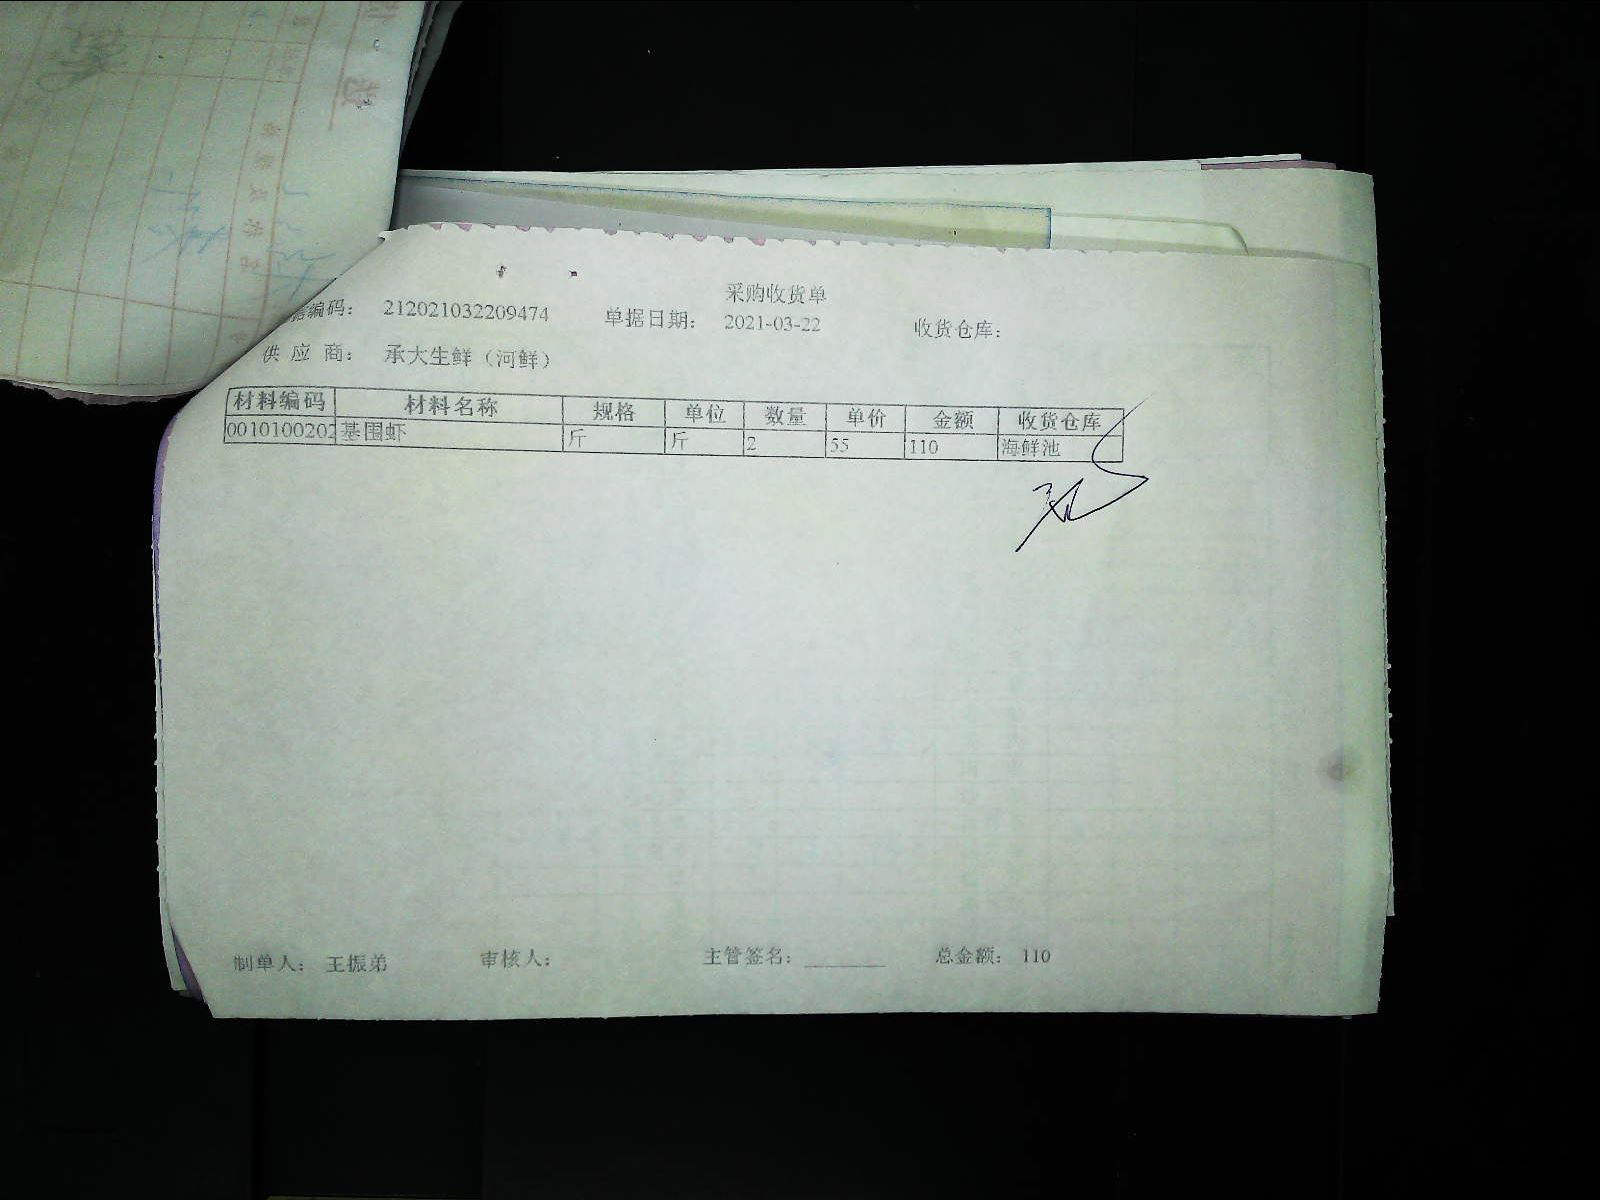 采购收货单
据编码： 212021032209474 单据日期： 2021-03-22 收货仓库：
供 应 商： 承大生鲜（河鲜）
材料编码 材料名称 规格 单位 数量 单价 金额 收货仓库
0010100202 基围虾 斤 斤 2 55 110 海鲜池
制单人： 王振弟 审核人： 主管签名： ________ 总金额： 110